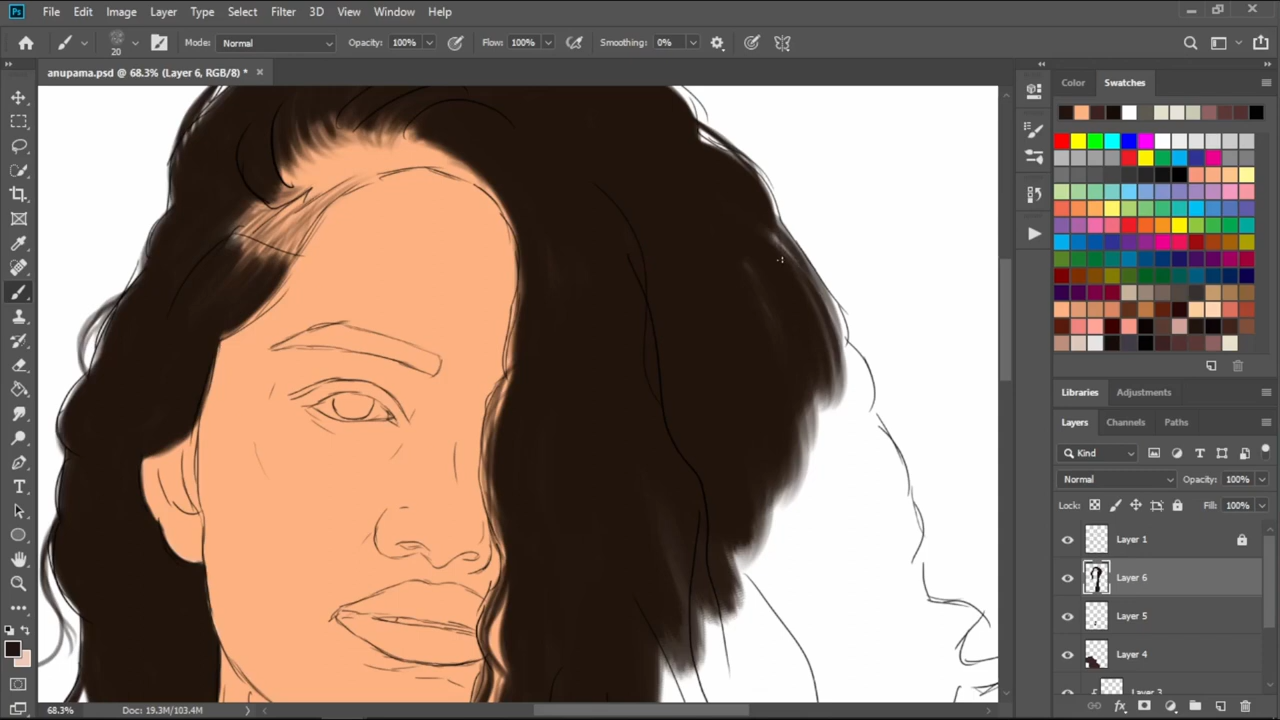 Ps File Edit Image Layer Type Select Filter 3D View Window Help
20 Mode: Normal Opacity: 100% Flow: 100% Smoothing: 0%
anupama.psd @ 68.3% (Layer 6, RGB/8) * ×
Color Swatches
Libraries Adjustments
Layers Channels Paths
Kind
Normal Opacity: 100%
Lock: Fill: 100%
Layer 1
Layer 6
Layer 5
Layer 4
Layer 3
68.3% Doc: 19.3M/103.4M